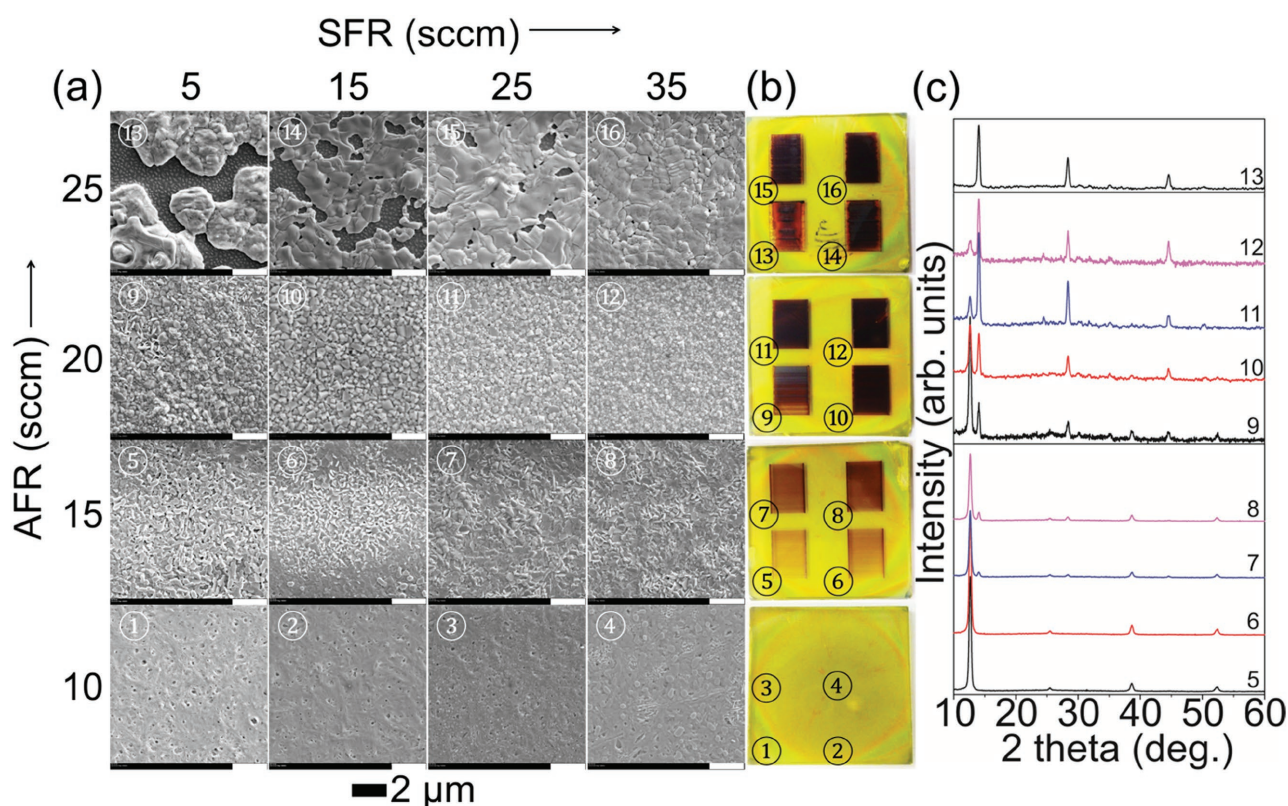 SFR (sccm)
(a) 5 15 25 35 (b) (c)
AFR (sccm)
25
⑬ ⑭ ⑮ ⑯
20
⑨ ⑩ ⑪ ⑫
15
⑤ ⑥ ⑦ ⑧
10
① ② ③ ④
2 µm
⑮ ⑯
⑬ ⑭
⑪ ⑫
⑨ ⑩
⑦ ⑧
⑤ ⑥
③ ④
① ②
Intensity (arb. units)
13
12
11
10
9
8
7
6
5
10 20 30 40 50 60
2 theta (deg.)